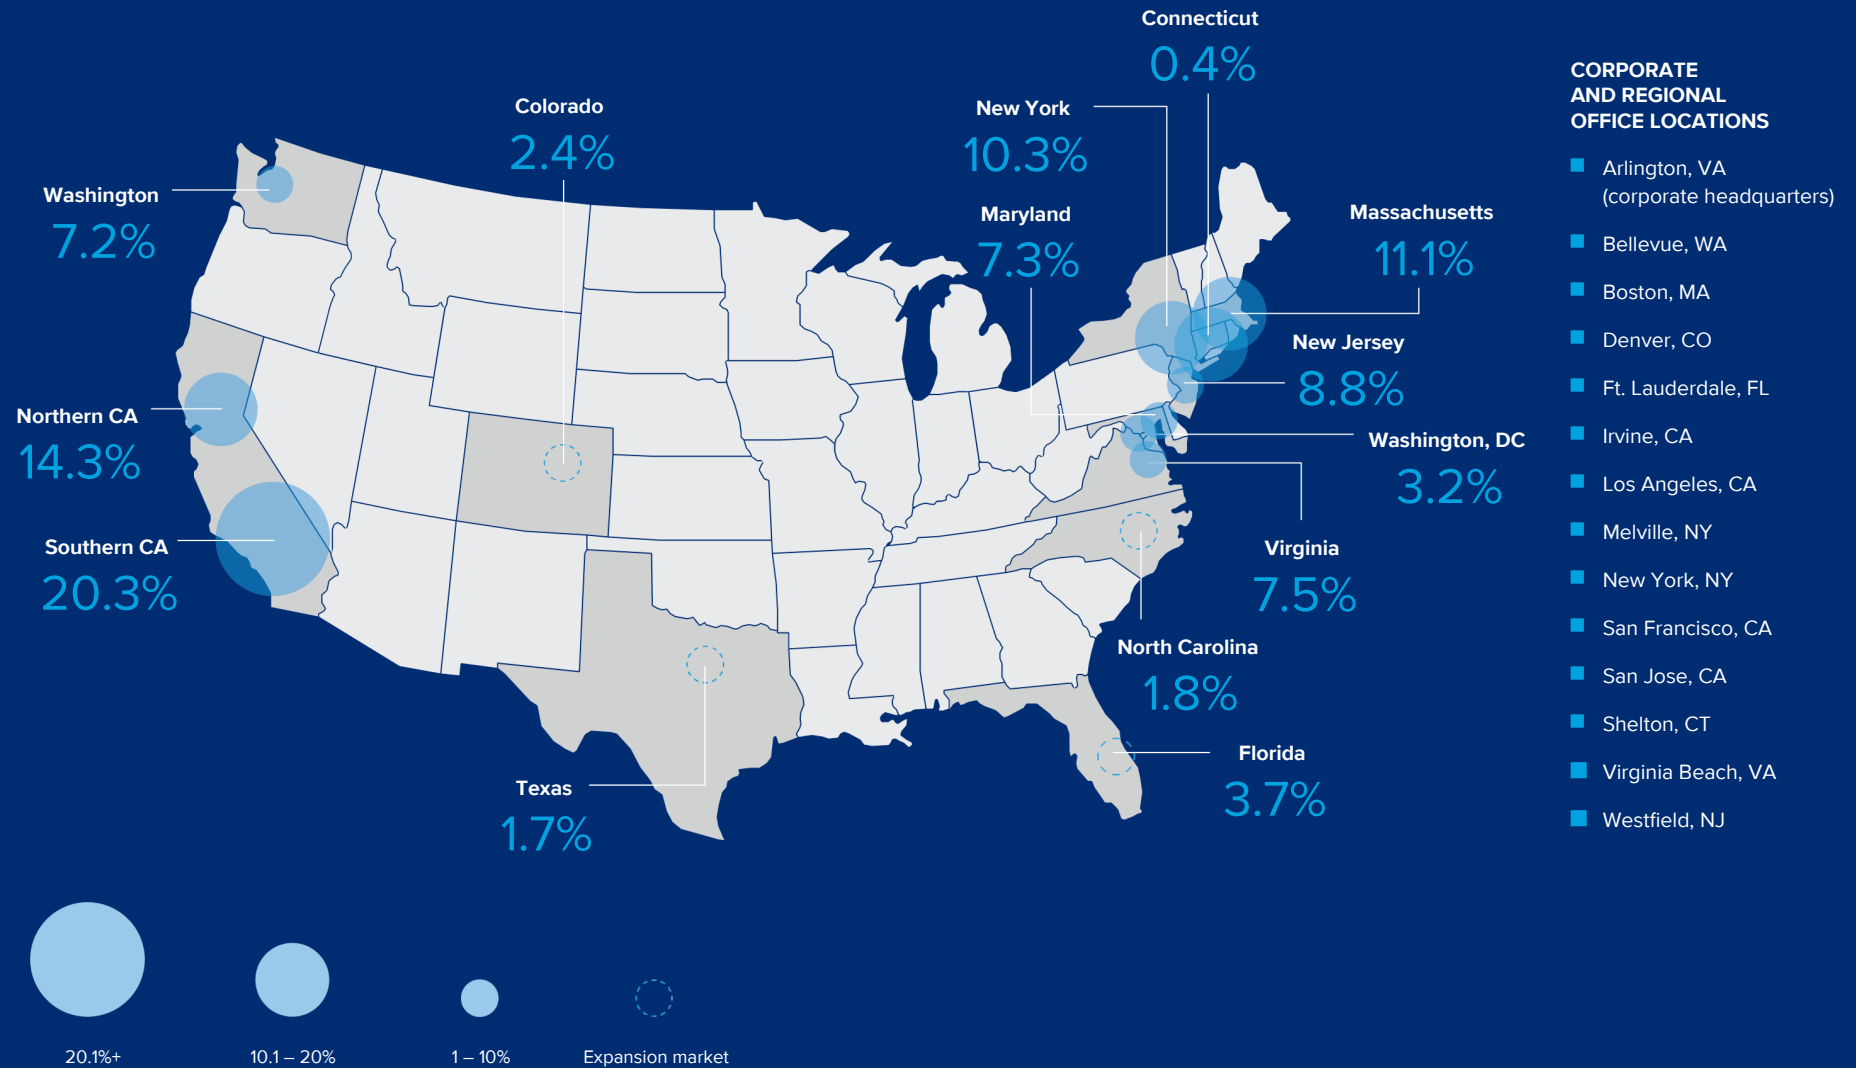 Connecticut
0.4%
New York
10.3%
Colorado
2.4%
Washington
7.2%
Maryland
7.3%
Massachusetts
11.1%
New Jersey
8.8%
Northern CA
14.3%
Washington, DC
3.2%
Southern CA
20.3%
Virginia
7.5%
North Carolina
1.8%
Florida
3.7%
Texas
1.7%
20.1%+
10.1 – 20%
1 – 10%
Expansion market
CORPORATE
AND REGIONAL
OFFICE LOCATIONS
Arlington, VA
(corporate headquarters)
Bellevue, WA
Boston, MA
Denver, CO
Ft. Lauderdale, FL
Irvine, CA
Los Angeles, CA
Melville, NY
New York, NY
San Francisco, CA
San Jose, CA
Shelton, CT
Virginia Beach, VA
Westfield, NJ